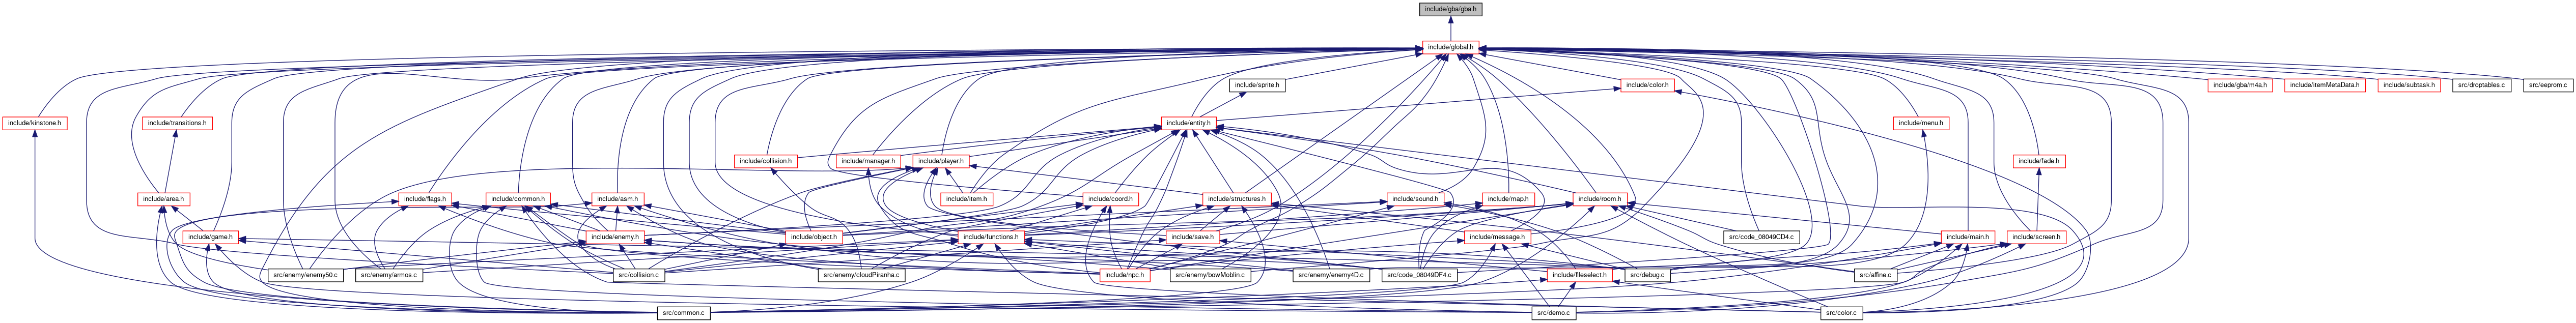 include/gba/gba.h
include/global.h
include/sprite.h
include/color.h
include/gba/m4a.h
include/itemMetaData.h
include/subtask.h
src/droptables.c
src/eeprom.c
include/kinstone.h
include/transitions.h
include/entity.h
include/menu.h
include/collision.h
include/manager.h
include/player.h
include/fade.h
include/area.h
include/flags.h
include/common.h
include/asm.h
include/item.h
include/coord.h
include/structures.h
include/sound.h
include/map.h
include/room.h
include/game.h
include/enemy.h
include/object.h
include/functions.h
include/save.h
include/message.h
src/code_08049CD4.c
include/main.h
include/screen.h
src/enemy/enemy50.c
src/enemy/armos.c
src/collision.c
src/enemy/cloudPiranha.c
include/npc.h
src/enemy/bowMoblin.c
src/enemy/enemy4D.c
src/code_08049DF4.c
include/fileselect.h
src/debug.c
src/affine.c
src/common.c
src/demo.c
src/color.c